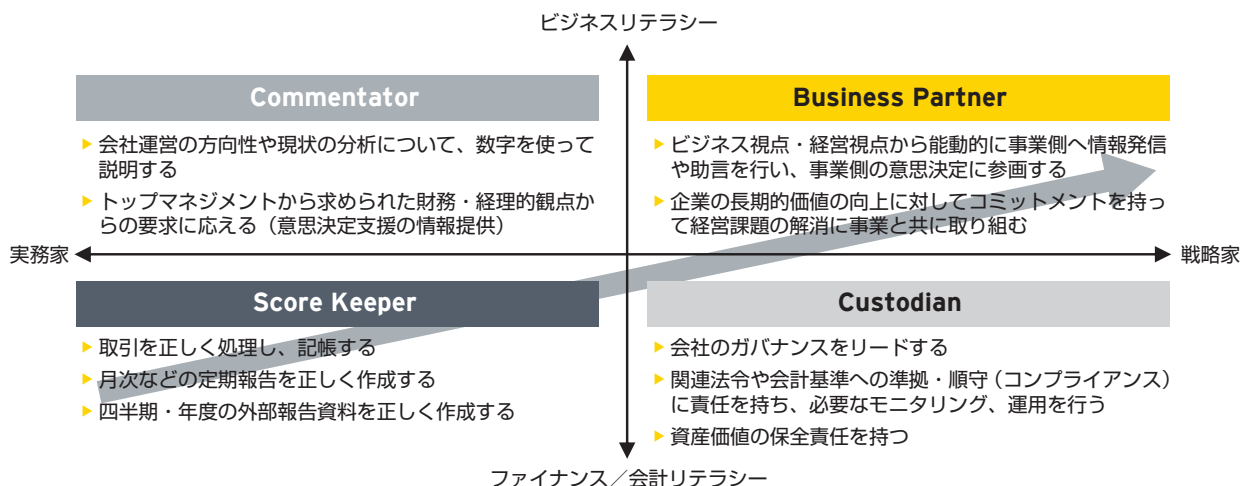 ビジネスリテラシー
Commentator
▶ 会社運営の方向性や現状の分析について、数字を使って
説明する
▶ トップマネジメントから求められた財務・経理的観点か
らの要求に応える（意思決定支援の情報提供）
Business Partner
▶ ビジネス視点・経営視点から能動的に事業側へ情報発信
や助言を行い、事業側の意思決定に参画する
▶ 企業の長期的価値の向上に対してコミットメントを持っ
て経営課題の解消に事業と共に取り組む
実務家
戦略家
Score Keeper
▶ 取引を正しく処理し、記帳する
▶ 月次などの定期報告を正しく作成する
▶ 四半期・年度の外部報告資料を正しく作成する
Custodian
▶ 会社のガバナンスをリードする
▶ 関連法令や会計基準への準拠・順守（コンプライアンス）
に責任を持ち、必要なモニタリング、運用を行う
▶ 資産価値の保全責任を持つ
ファイナンス／会計リテラシー